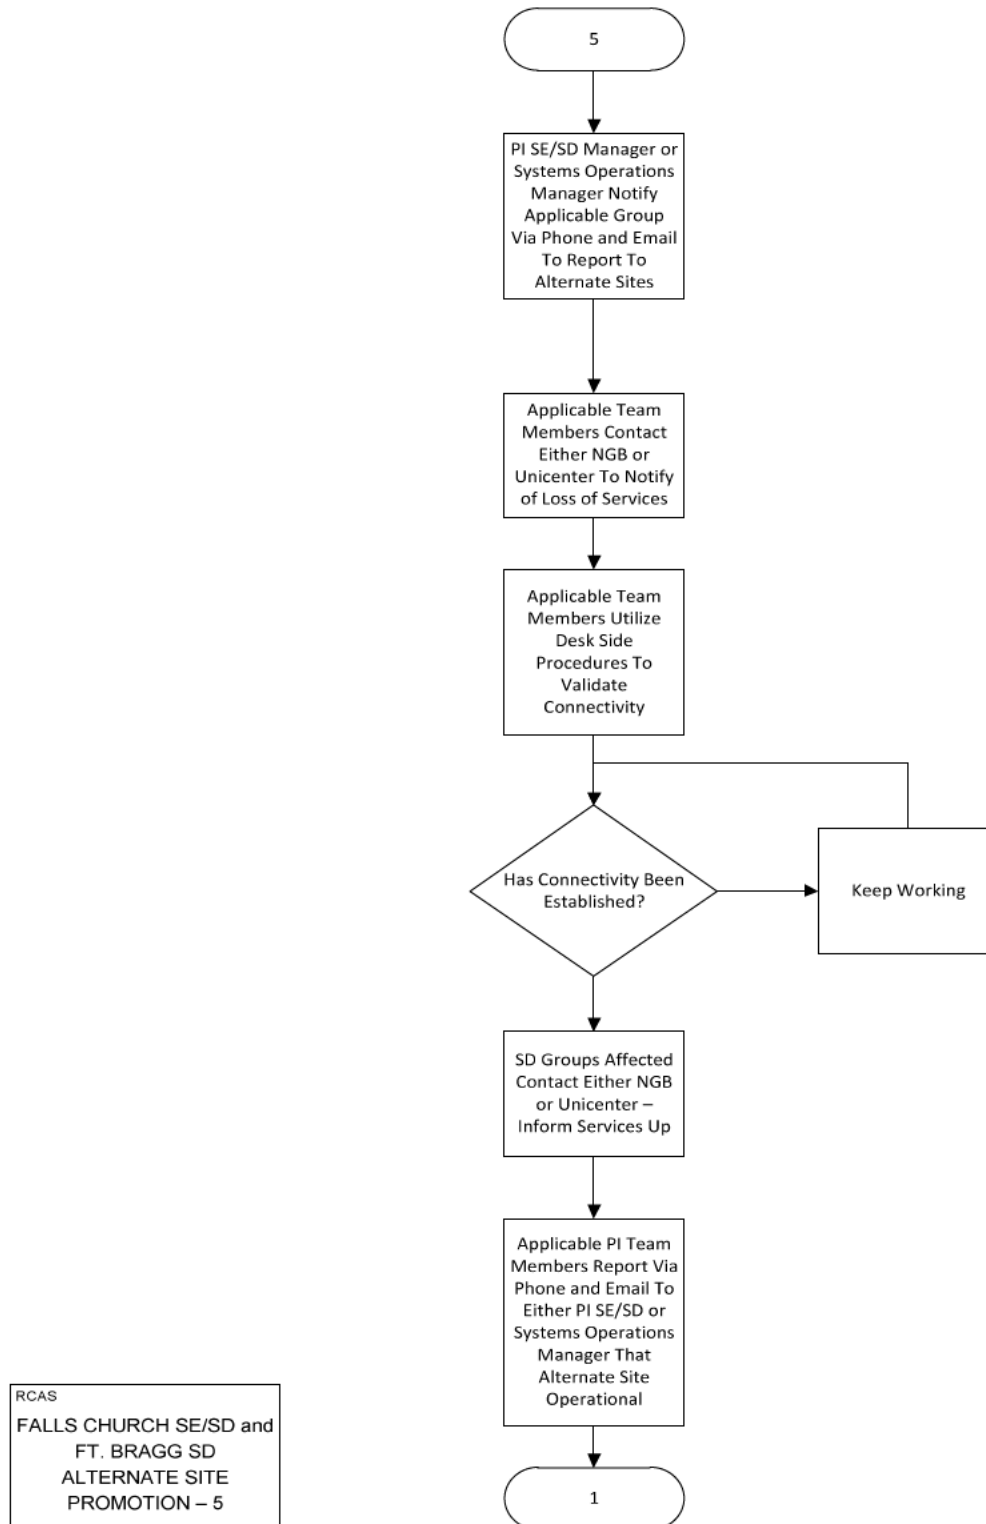 5
PI SE/SD Manager or
Systems Operations
Manager Notify
Applicable Group
Via Phone and Email
To Report To
Alternate Sites
Applicable Team
Members Contact
Either NGB or
Unicenter To Notify
of Loss of Services
Applicable Team
Members Utilize
Desk Side
Procedures To
Validate
Connectivity
Has Connectivity Been
Established?
Keep Working
SD Groups Affected
Contact Either NGB
or Unicenter –
Inform Services Up
Applicable PI Team
Members Report Via
Phone and Email To
Either PI SE/SD or
Systems Operations
Manager That
Alternate Site
Operational
1
RCAS
FALLS CHURCH SE/SD and
FT. BRAGG SD
ALTERNATE SITE
PROMOTION – 5